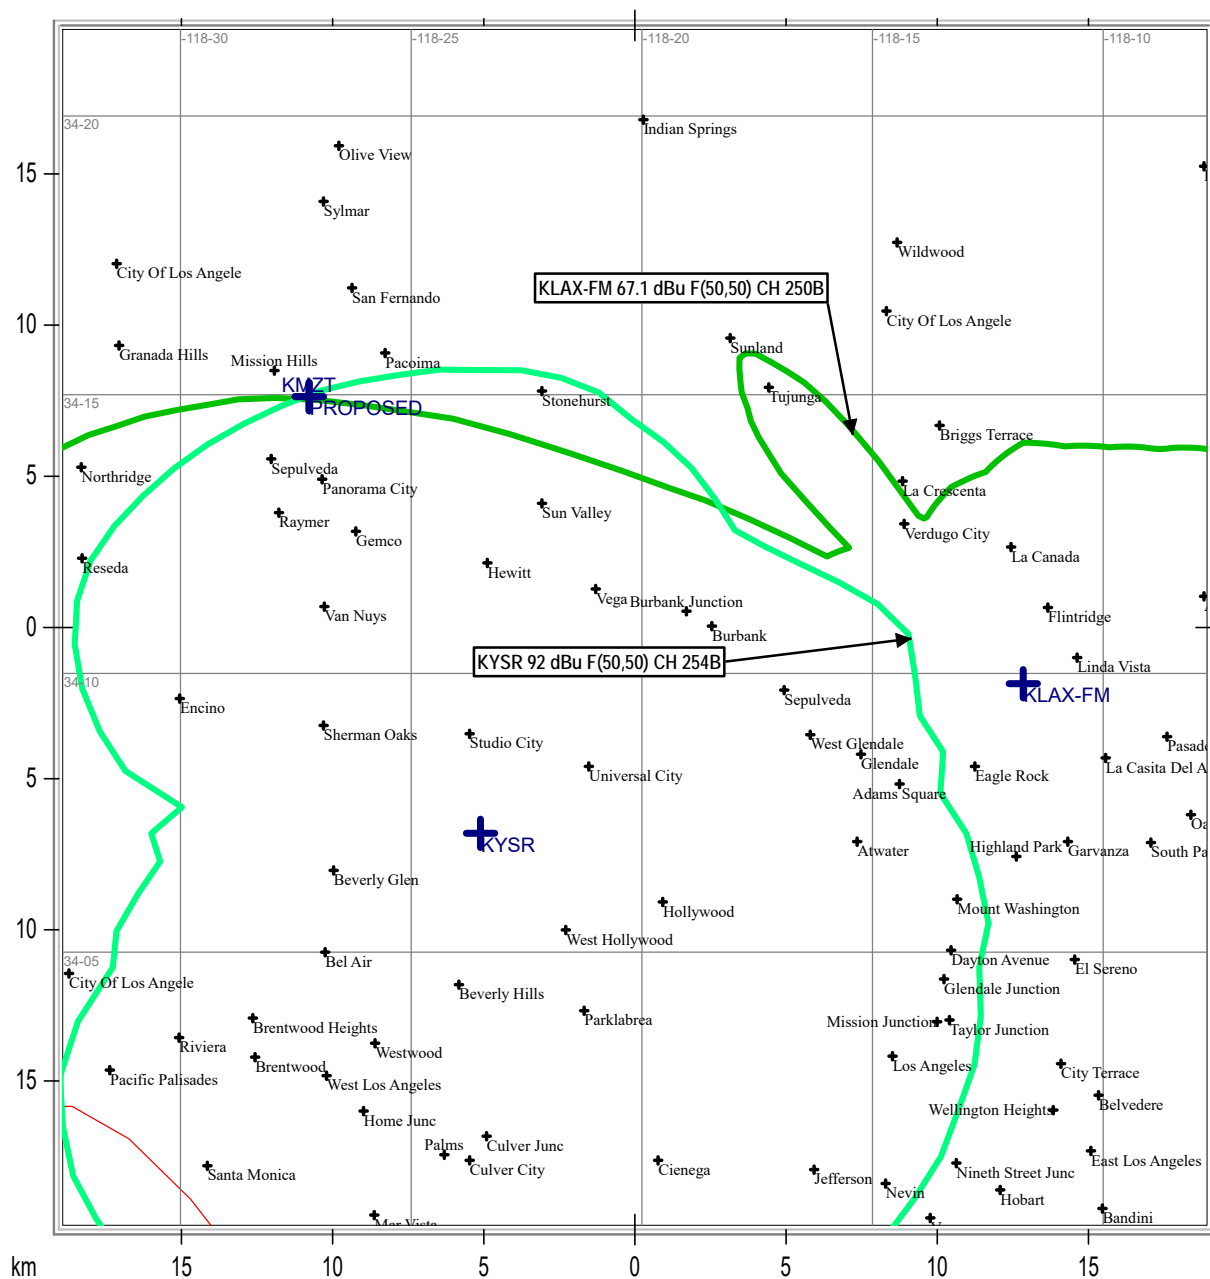 -118-30 -118-25 -118-20 -118-15 -118-10
34-20
Indian Springs
Olive View
15
Sylmar
Wildwood
City Of Los Angele
KLAX-FM 67.1 dBu F(50,50) CH 250B
San Fernando
City Of Los Angele
10
Sunland
Granada Hills
Mission Hills
Pacoima
KMZT
Tujunga
Stonehurst
34-15
PROPOSED
Briggs Terrace
Sepulveda
5
Northridge
Panorama City
La Crescenta
Sun Valley
Raymer
Verdugo City
Gemco
La Canada
Reseda
Hewitt
Vega
Burbank Junction
Van Nuys
Flintridge
0
Burbank
KYSR 92 dBu F(50,50) CH 254B
Linda Vista
34-10
KLAX-FM
Sepulveda
Encino
Sherman Oaks
Studio City
West Glendale
Pasad
Glendale
La Casita Del A
Universal City
Eagle Rock
5
Adams Square
Oa
KYSR
Highland Park
Atwater
Garvanza
South Pa
Beverly Glen
Mount Washington
Hollywood
10
West Hollywood
34-05
Bel Air
Dayton Avenue
El Sereno
City Of Los Angele
Glendale Junction
Beverly Hills
Parklabrea
Mission Junction
Brentwood Heights
Taylor Junction
Riviera
Westwood
Brentwood
Los Angeles
City Terrace
15
Pacific Palisades
West Los Angeles
Belvedere
Wellington Heights
Home Junc
Palms
Culver Junc
East Los Angeles
Santa Monica
Culver City
Cienega
Nineth Street Junc
Jefferson
Nevin
Hobart
Bandini
Mar Vista
km 15 10 5 0 5 10 15